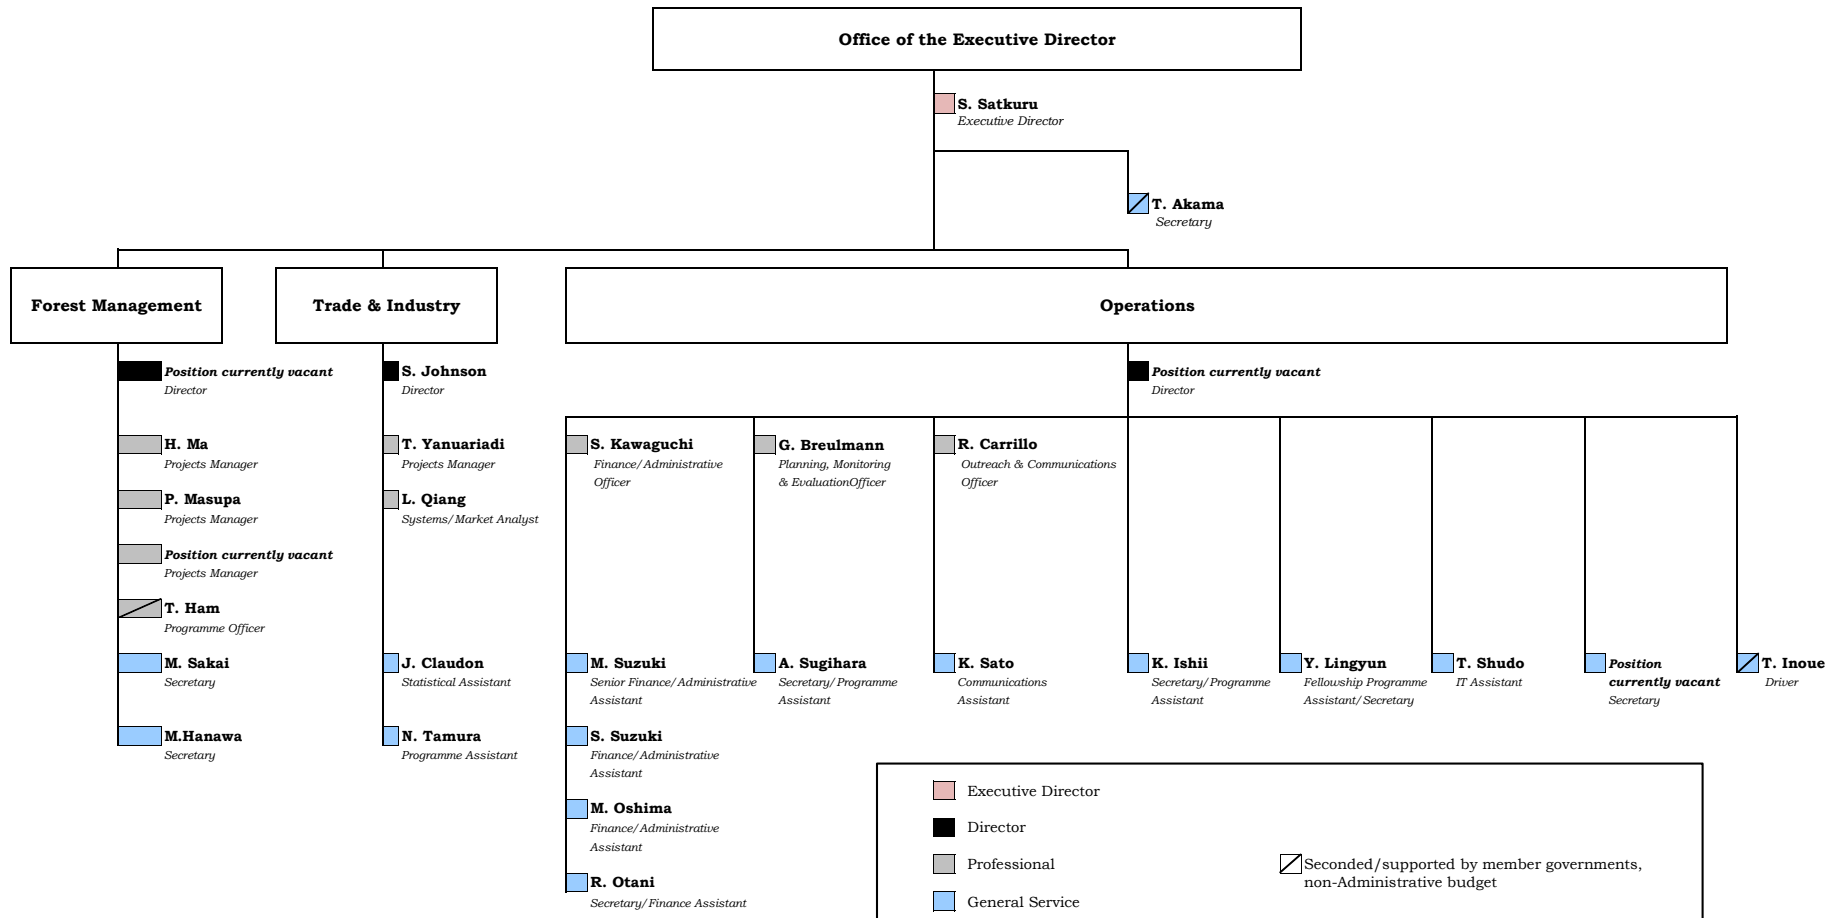 Office of the Executive Director
S. Satkuru
Executive Director
T. Akama
Secretary
Forest Management
Trade & Industry
Operations
Position currently vacant
Director
H. Ma
Projects Manager
P. Masupa
Projects Manager
Position currently vacant
Projects Manager
T. Ham
Programme Officer
M. Sakai
Secretary
M.Hanawa
Secretary
S. Johnson
Director
T. Yanuariadi
Projects Manager
L. Qiang
Systems/Market Analyst
J. Claudon
Statistical Assistant
N. Tamura
Programme Assistant
Position currently vacant
Director
S. Kawaguchi
Finance/Administrative
Officer
M. Suzuki
Senior Finance/Administrative
Assistant
S. Suzuki
Finance/Administrative
Assistant
M. Oshima
Finance/Administrative
Assistant
R. Otani
Secretary/Finance Assistant
G. Breulmann
Planning, Monitoring
& EvaluationOfficer
A. Sugihara
Secretary/Programme
Assistant
R. Carrillo
Outreach & Communications
Officer
K. Sato
Communications
Assistant
K. Ishii
Secretary/Programme
Assistant
Y. Lingyun
Fellowship Programme
Assistant/Secretary
T. Shudo
IT Assistant
Position
currently vacant
Secretary
T. Inoue
Driver
Executive Director
Director
Professional
General Service
Seconded/supported by member governments,
non-Administrative budget